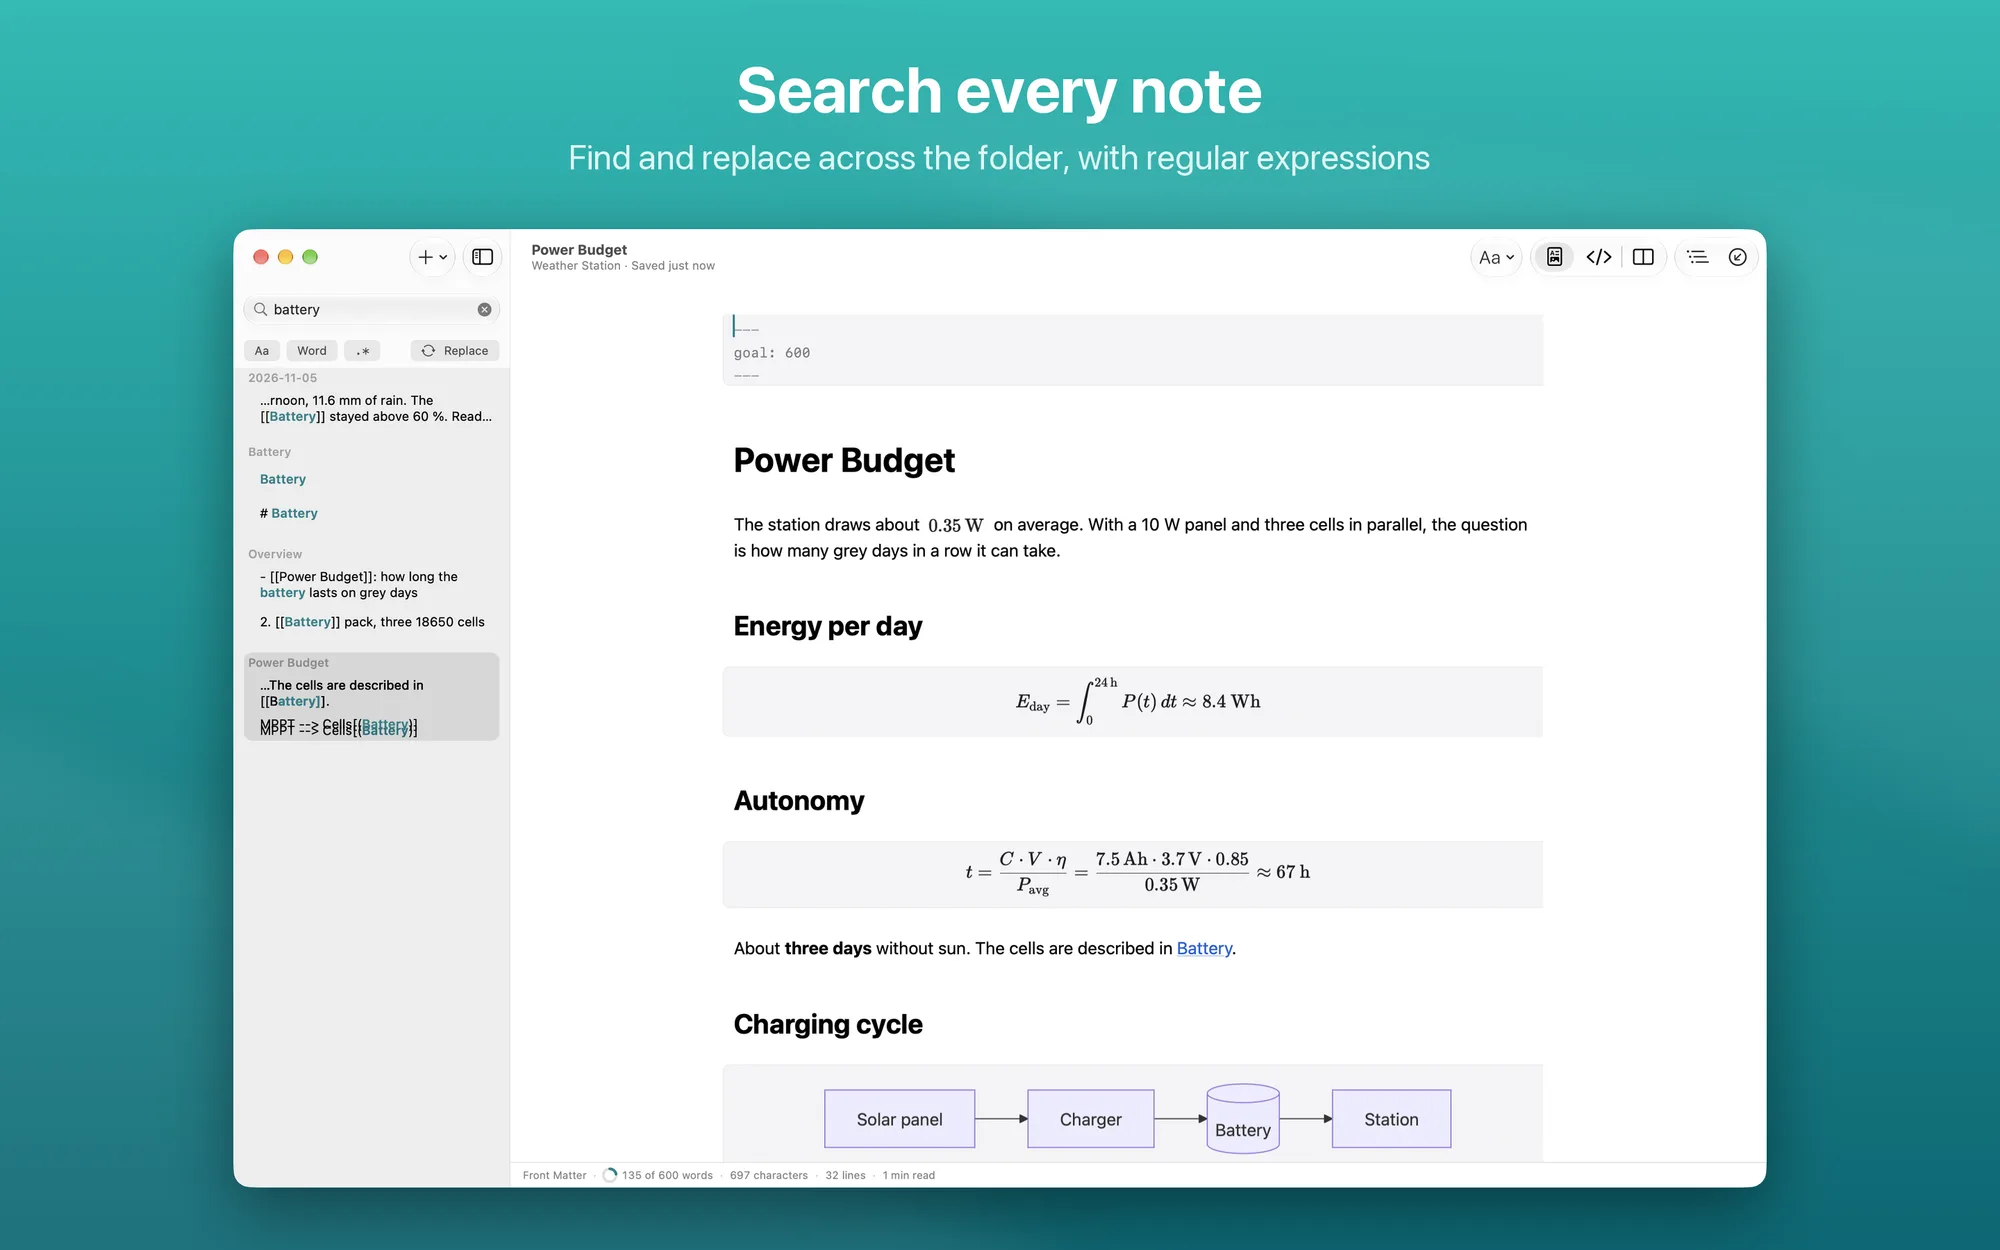 Search every note
Find and replace across the folder, with regular expressions
Power Budget
Weather Station · Saved just now
Aa
battery
Aa Word .* Replace
2026-11-05
...rnoon, 11.6 mm of rain. The
[[Battery]] stayed above 60 %. Read...
Battery
Battery
# Battery
Overview
- [[Power Budget]]: how long the
battery lasts on grey days
2. [[Battery]] pack, three 18650 cells
Power Budget
...The cells are described in
[[Battery]].
MPPT --> Cells[(Battery)]
MPPT --> Cells[(Battery)]
---
goal: 600
---
Power Budget
The station draws about 0.35 W on average. With a 10 W panel and three cells in parallel, the question
is how many grey days in a row it can take.
Energy per day
E_day = ∫_0^{24 h} P(t) dt ≈ 8.4 Wh
Autonomy
t = C · V · η / P_avg = 7.5 Ah · 3.7 V · 0.85 / 0.35 W ≈ 67 h
About three days without sun. The cells are described in Battery.
Charging cycle
Solar panel Charger Battery Station
Front Matter · 135 of 600 words · 697 characters · 32 lines · 1 min read